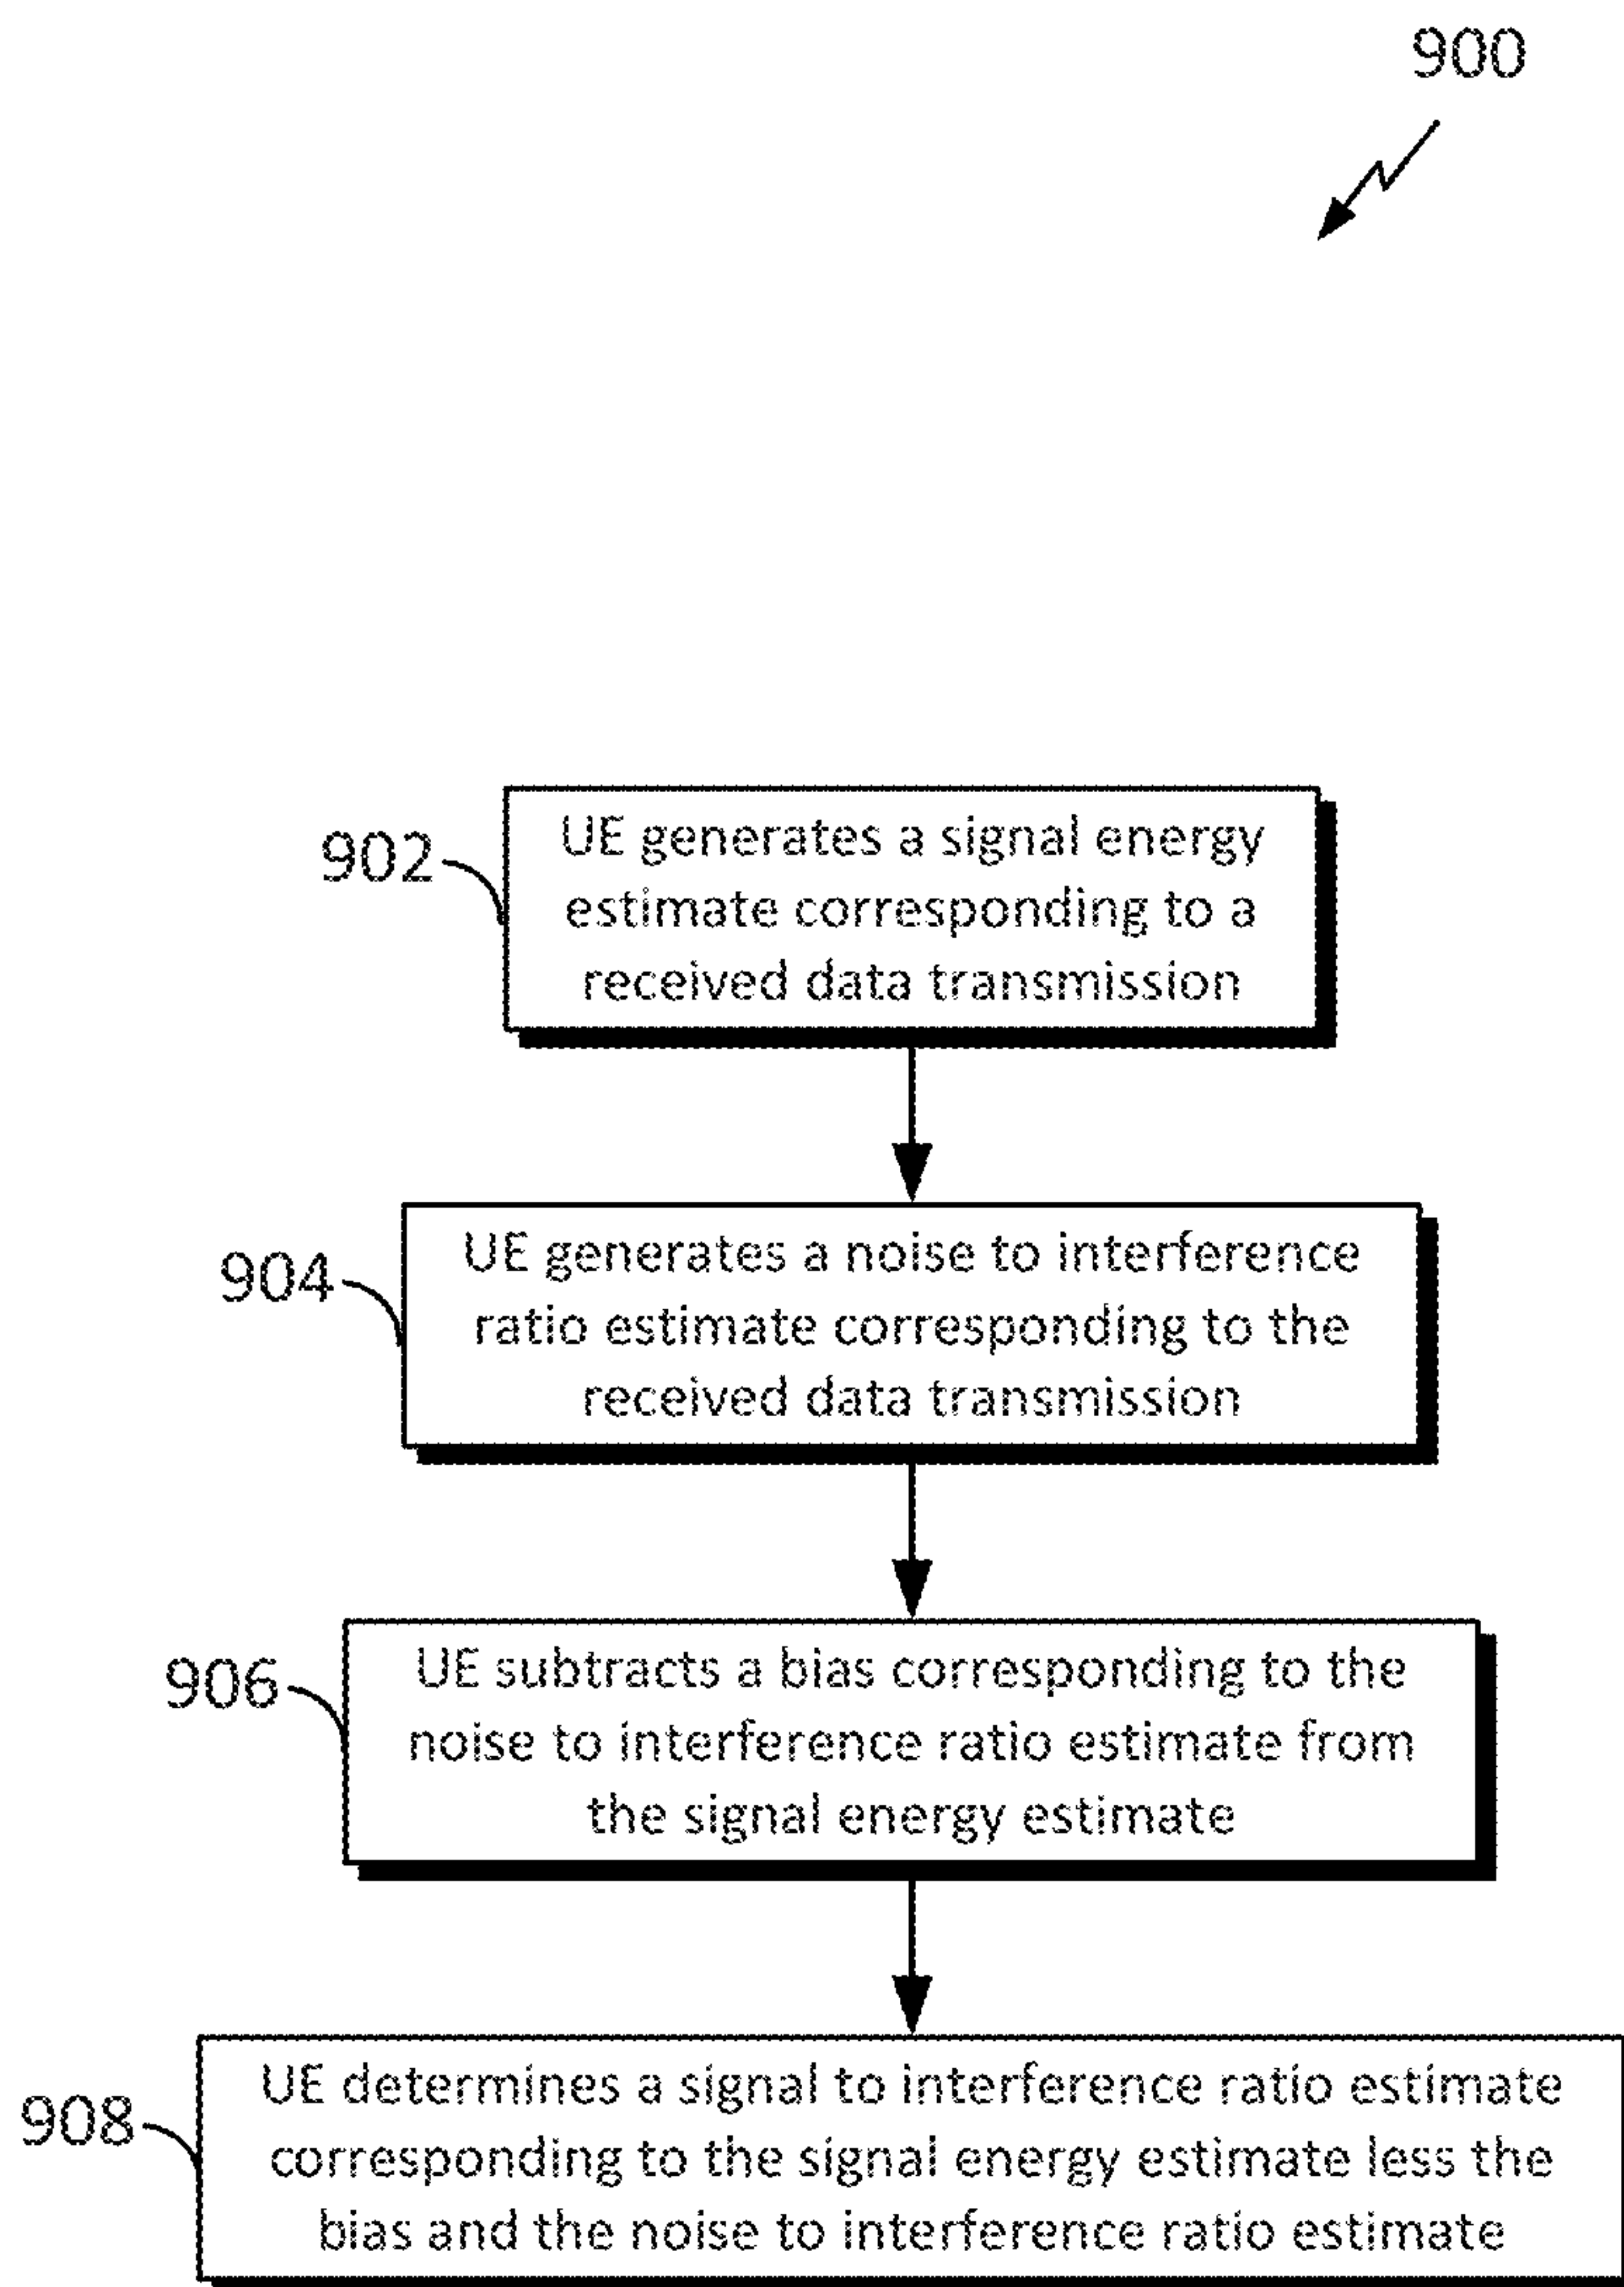 900
902
UE generates a signal energy
estimate corresponding to a
received data transmission
904
UE generates a noise to interference
ratio estimate corresponding to the
received data transmission
906
UE subtracts a bias corresponding to the
noise to interference ratio estimate from
the signal energy estimate
908
UE determines a signal to interference ratio estimate
corresponding to the signal energy estimate less the
bias and the noise to interference ratio estimate